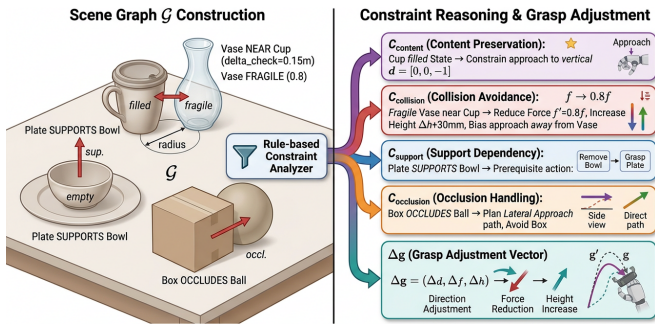 Scene Graph 𝒢 Construction
Vase NEAR Cup
(delta_check=0.15m)
Vase FRAGILE (0.8)
filled
fragile
radius
𝒢
Plate SUPPORTS Bowl
sup.
empty
Plate SUPPORTS Bowl
occl.
Box OCCLUDES Ball
Rule-based
Constraint
Analyzer
Constraint Reasoning & Grasp Adjustment
C_content (Content Preservation):
Cup filled State → Constrain approach to vertical
d = [0, 0, −1]
Approach
C_collision (Collision Avoidance):
f → 0.8f
Fragile Vase near Cup → Reduce Force f′=0.8f, Increase
Height Δh+30mm, Bias approach away from Vase
C_support (Support Dependency):
Plate SUPPORTS Bowl → Prerequisite action:
Remove
Bowl
→
Grasp
Plate
C_occlusion (Occlusion Handling):
Box OCCLUDES Ball → Plan Lateral Approach
path, Avoid Box
Side
view
Direct
path
Δg (Grasp Adjustment Vector)
Δg = (Δd, Δf, Δh)
Direction
Adjustment
Force
Reduction
Height
Increase
g′
g